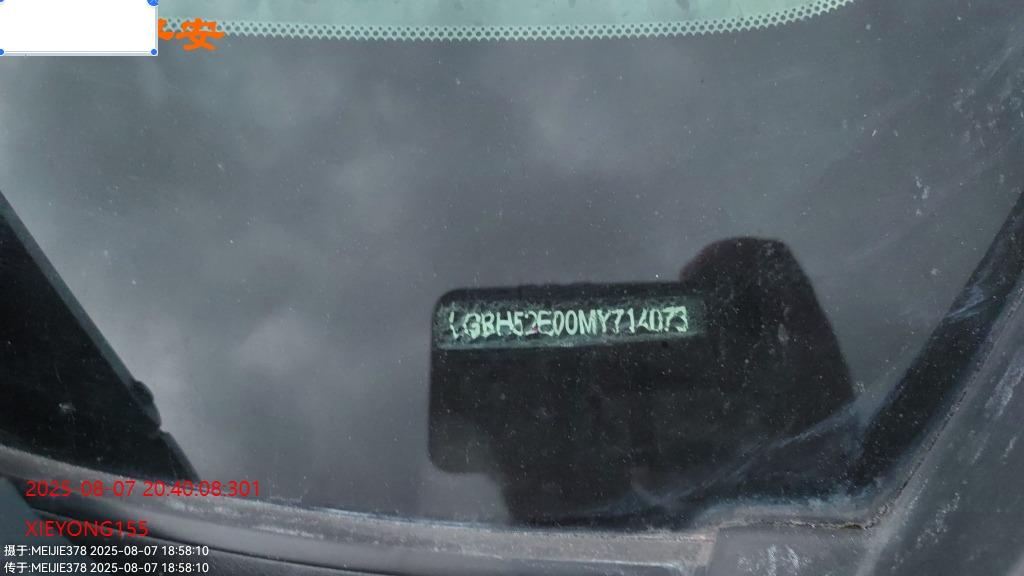 安
LGBH52E00MY714073
2025-08-07 20:40:08:301
XIEYONG155
摄于:MEIJIE378 2025-08-07 18:58:10
传于:MEIJIE378 2025-08-07 18:58:10